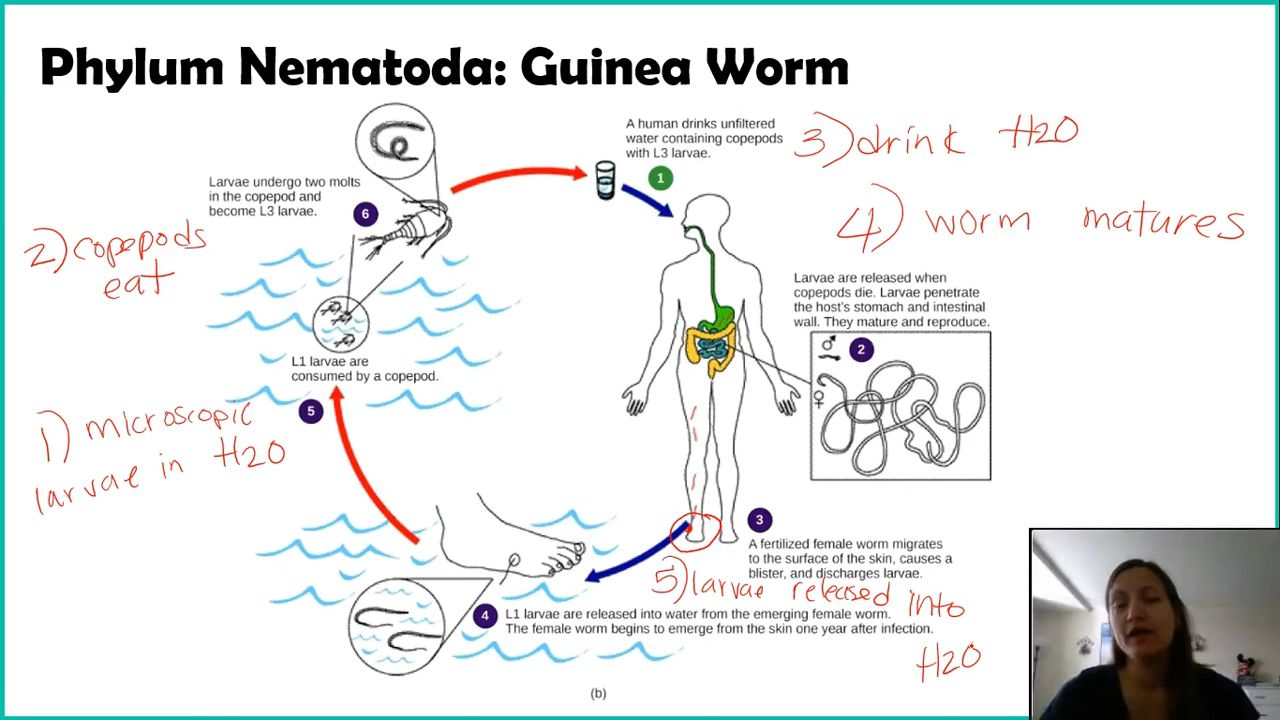 Phylum Nematoda: Guinea Worm
A human drinks unfiltered
water containing copepods
with L3 larvae.
1
3) drink H2O
4) worm matures
Larvae undergo two molts
in the copepod and
become L3 larvae.
6
2) copepods
eat
L1 larvae are
consumed by a copepod.
5
1) microscopic
larvae in H2O
Larvae are released when
copepods die. Larvae penetrate
the host's stomach and intestinal
wall. They mature and reproduce.
♂
2
♀
3
A fertilized female worm migrates
to the surface of the skin, causes a
blister, and discharges larvae.
5) larvae released into
H2O
4
L1 larvae are released into water from the emerging female worm.
The female worm begins to emerge from the skin one year after infection.
(b)